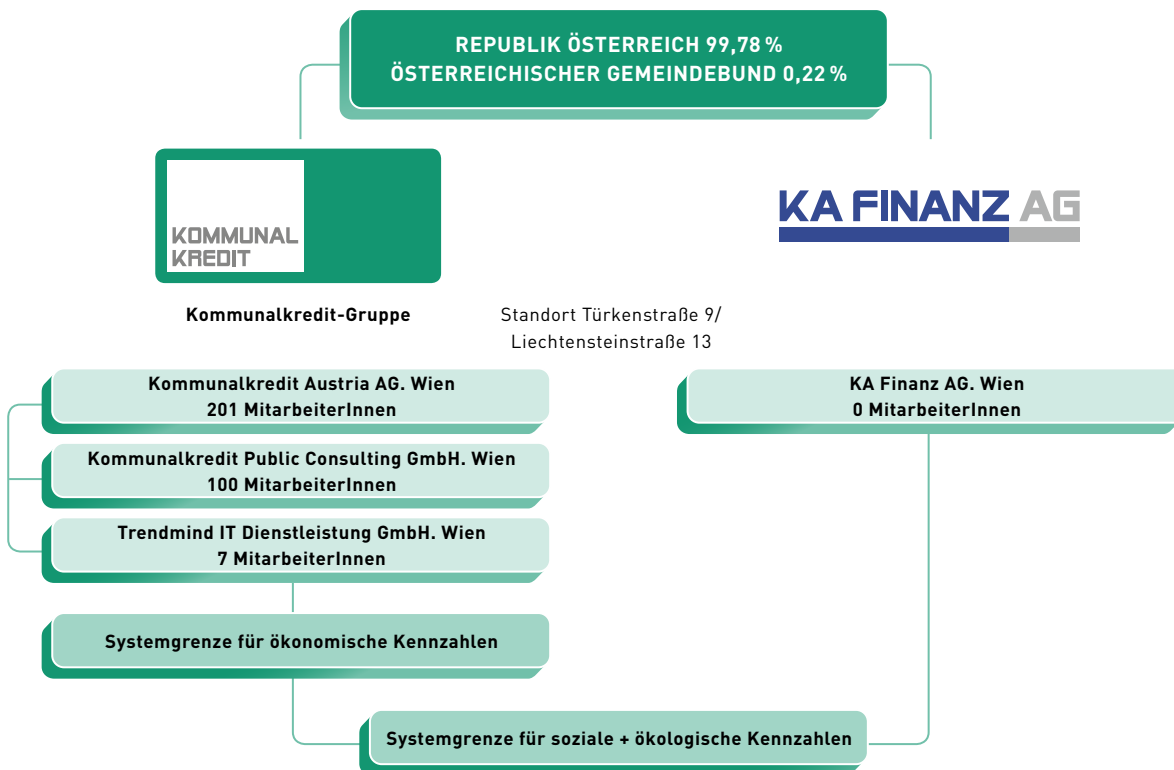 REPUBLIK ÖSTERREICH 99,78 %
ÖSTERREICHISCHER GEMEINDEBUND 0,22 %
KOMMUNAL
KREDIT
KA FINANZ AG
Kommunalkredit-Gruppe
Standort Türkenstraße 9/
Liechtensteinstraße 13
Kommunalkredit Austria AG. Wien
201 MitarbeiterInnen
KA Finanz AG. Wien
0 MitarbeiterInnen
Kommunalkredit Public Consulting GmbH. Wien
100 MitarbeiterInnen
Trendmind IT Dienstleistung GmbH. Wien
7 MitarbeiterInnen
Systemgrenze für ökonomische Kennzahlen
Systemgrenze für soziale + ökologische Kennzahlen